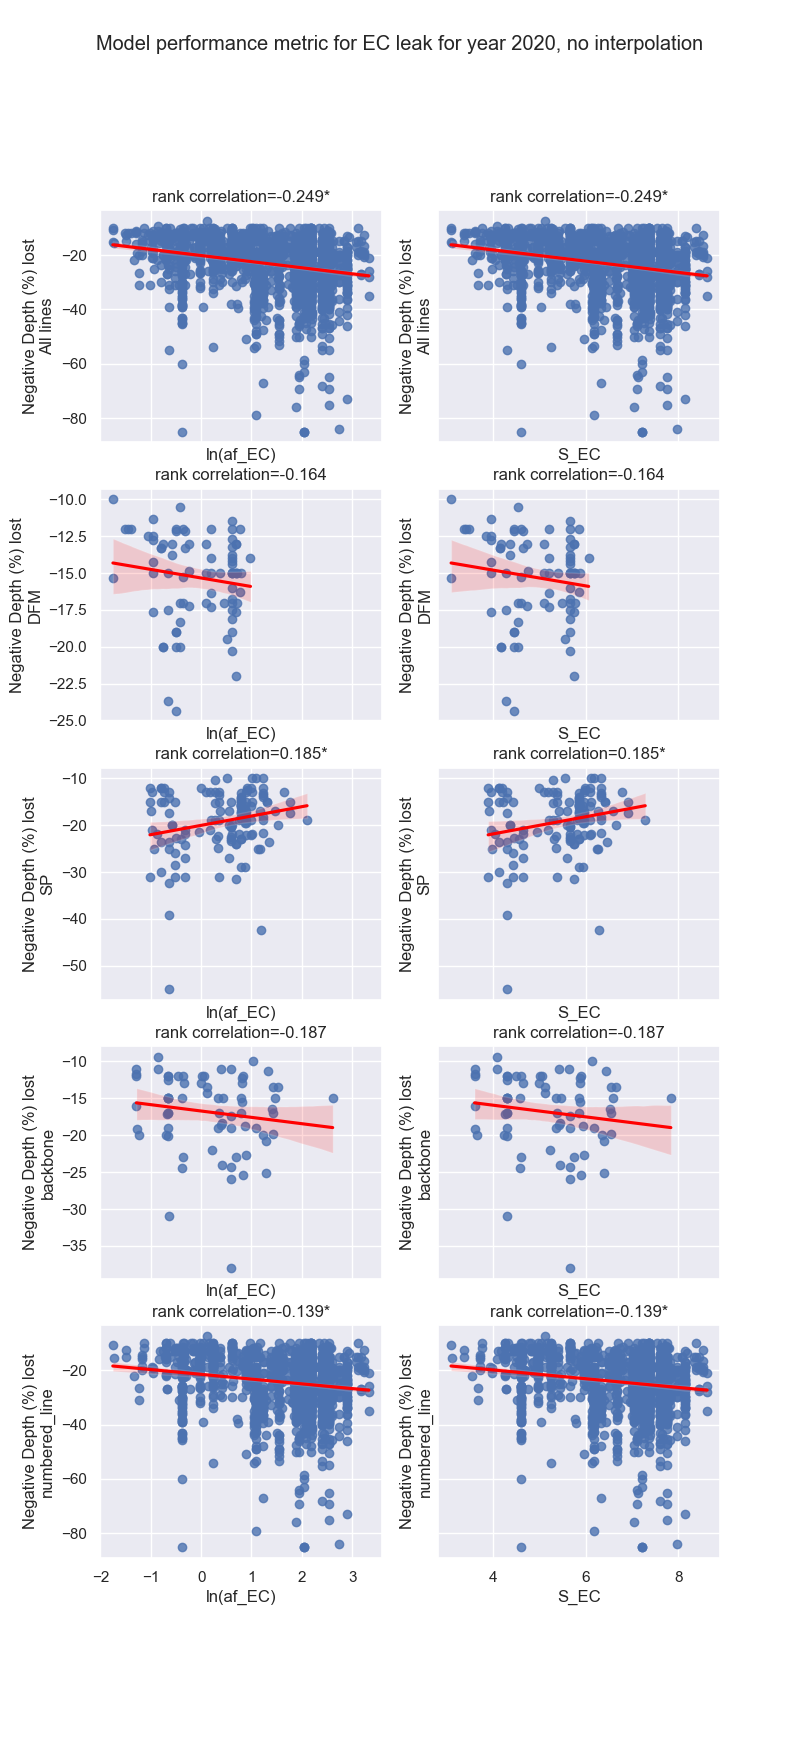 Model performance metric for EC leak for year 2020, no interpolation
rank correlation=-0.249*
rank correlation=-0.249*
Negative Depth (%) lost
All lines
−20
−40
−60
−80
ln(af_EC)
Negative Depth (%) lost
All lines
S_EC
rank correlation=-0.164
rank correlation=-0.164
Negative Depth (%) lost
DFM
−10.0
−12.5
−15.0
−17.5
−20.0
−22.5
−25.0
ln(af_EC)
Negative Depth (%) lost
DFM
S_EC
rank correlation=0.185*
rank correlation=0.185*
Negative Depth (%) lost
SP
−10
−20
−30
−40
−50
ln(af_EC)
Negative Depth (%) lost
SP
S_EC
rank correlation=-0.187
rank correlation=-0.187
Negative Depth (%) lost
backbone
−10
−15
−20
−25
−30
−35
ln(af_EC)
Negative Depth (%) lost
backbone
S_EC
rank correlation=-0.139*
rank correlation=-0.139*
Negative Depth (%) lost
numbered_line
−20
−40
−60
−80
−2 −1 0 1 2 3
ln(af_EC)
Negative Depth (%) lost
numbered_line
4 6 8
S_EC